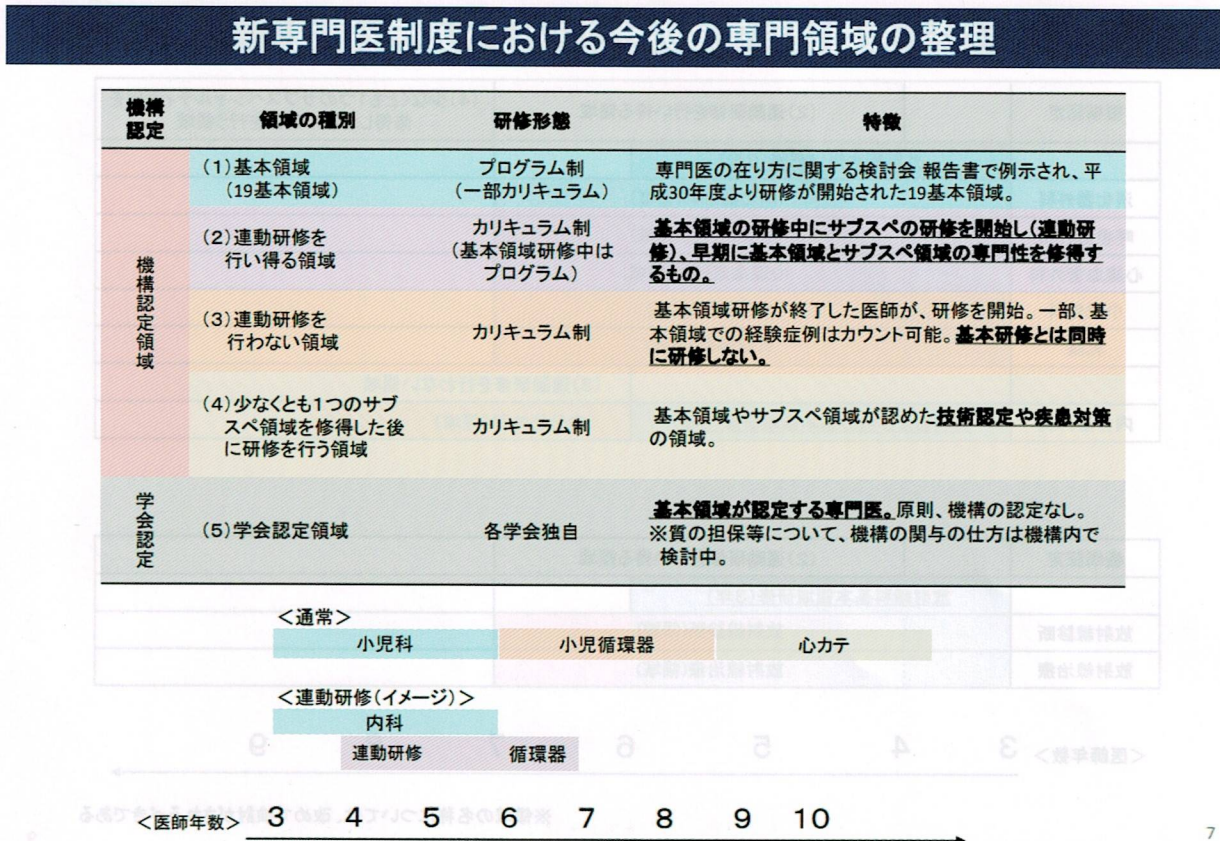 新専門医制度における今後の専門領域の整理
機構
認定
領域の種別
研修形態
特徴
機構認定領域
(1)基本領域
(19基本領域)
プログラム制
(一部カリキュラム)
専門医の在り方に関する検討会 報告書で例示され、平
成30年度より研修が開始された19基本領域。
(2)連動研修を
行い得る領域
カリキュラム制
(基本領域研修中は
プログラム)
基本領域の研修中にサブスペの研修を開始し(連動研
修)、早期に基本領域とサブスペ領域の専門性を修得す
るもの。
(3)連動研修を
行わない領域
カリキュラム制
基本領域研修が終了した医師が、研修を開始。一部、基
本領域での経験症例はカウント可能。基本研修とは同時
に研修しない。
(4)少なくとも1つのサブ
スペ領域を修得した後
に研修を行う領域
カリキュラム制
基本領域やサブスペ領域が認めた技術認定や疾患対策
の領域。
学会認定
(5)学会認定領域
各学会独自
基本領域が認定する専門医。原則、機構の認定なし。
※質の担保等について、機構の関与の仕方は機構内で
検討中。
<通常>
小児科 小児循環器 心カテ
<連動研修(イメージ)>
内科
連動研修 循環器
<医師年数> 3 4 5 6 7 8 9 10
7